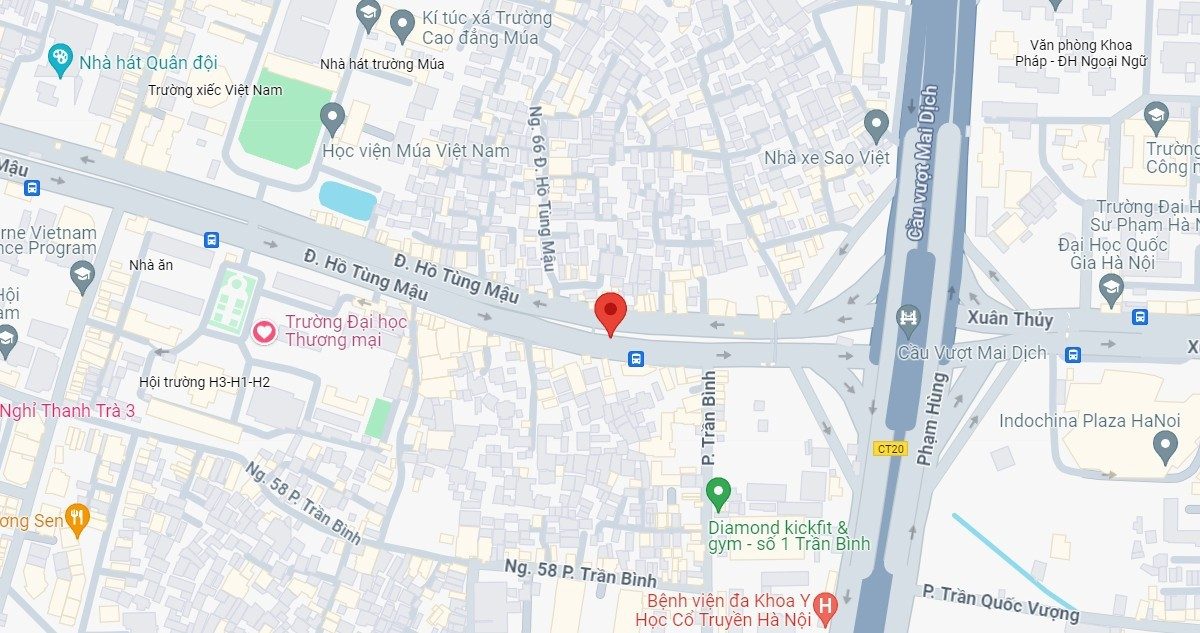 Kí túc xá Trường
Cao đẳng Múa
Nhà hát Quân đội
Nhà hát trường Múa
Trường xiếc Việt Nam
Văn phòng Khoa
Pháp - ĐH Ngoại Ngữ
Học viện Múa Việt Nam
Ng. 66 Đ. Hồ Tùng Mậu
Nhà xe Sao Việt
Cầu vượt Mai Dịch
Trường
Công n
Mậu
Trường Đại H
Sư Phạm Hà N
Đại Học Quốc
Gia Hà Nội
rne Vietnam
nce Program
Nhà ăn
Đ. Hồ Tùng Mậu
Đ. Hồ Tùng Mậu
Hội
am
Trường Đại học
Thương mại
Xuân Thủy
X
Cầu Vượt Mai Dịch
Hội trường H3-H1-H2
Nghỉ Thanh Trà 3
P. Trần Bình
Phạm Hùng
Indochina Plaza HaNoi
CT20
Ng. 58 P. Trần Bình
ơng Sen
Diamond kickfit &
gym - số 1 Trần Bình
Ng. 58 P. Trần Bình
Bệnh viện đa Khoa Y
Học Cổ Truyền Hà Nội
H
P. Trần Quốc Vượng